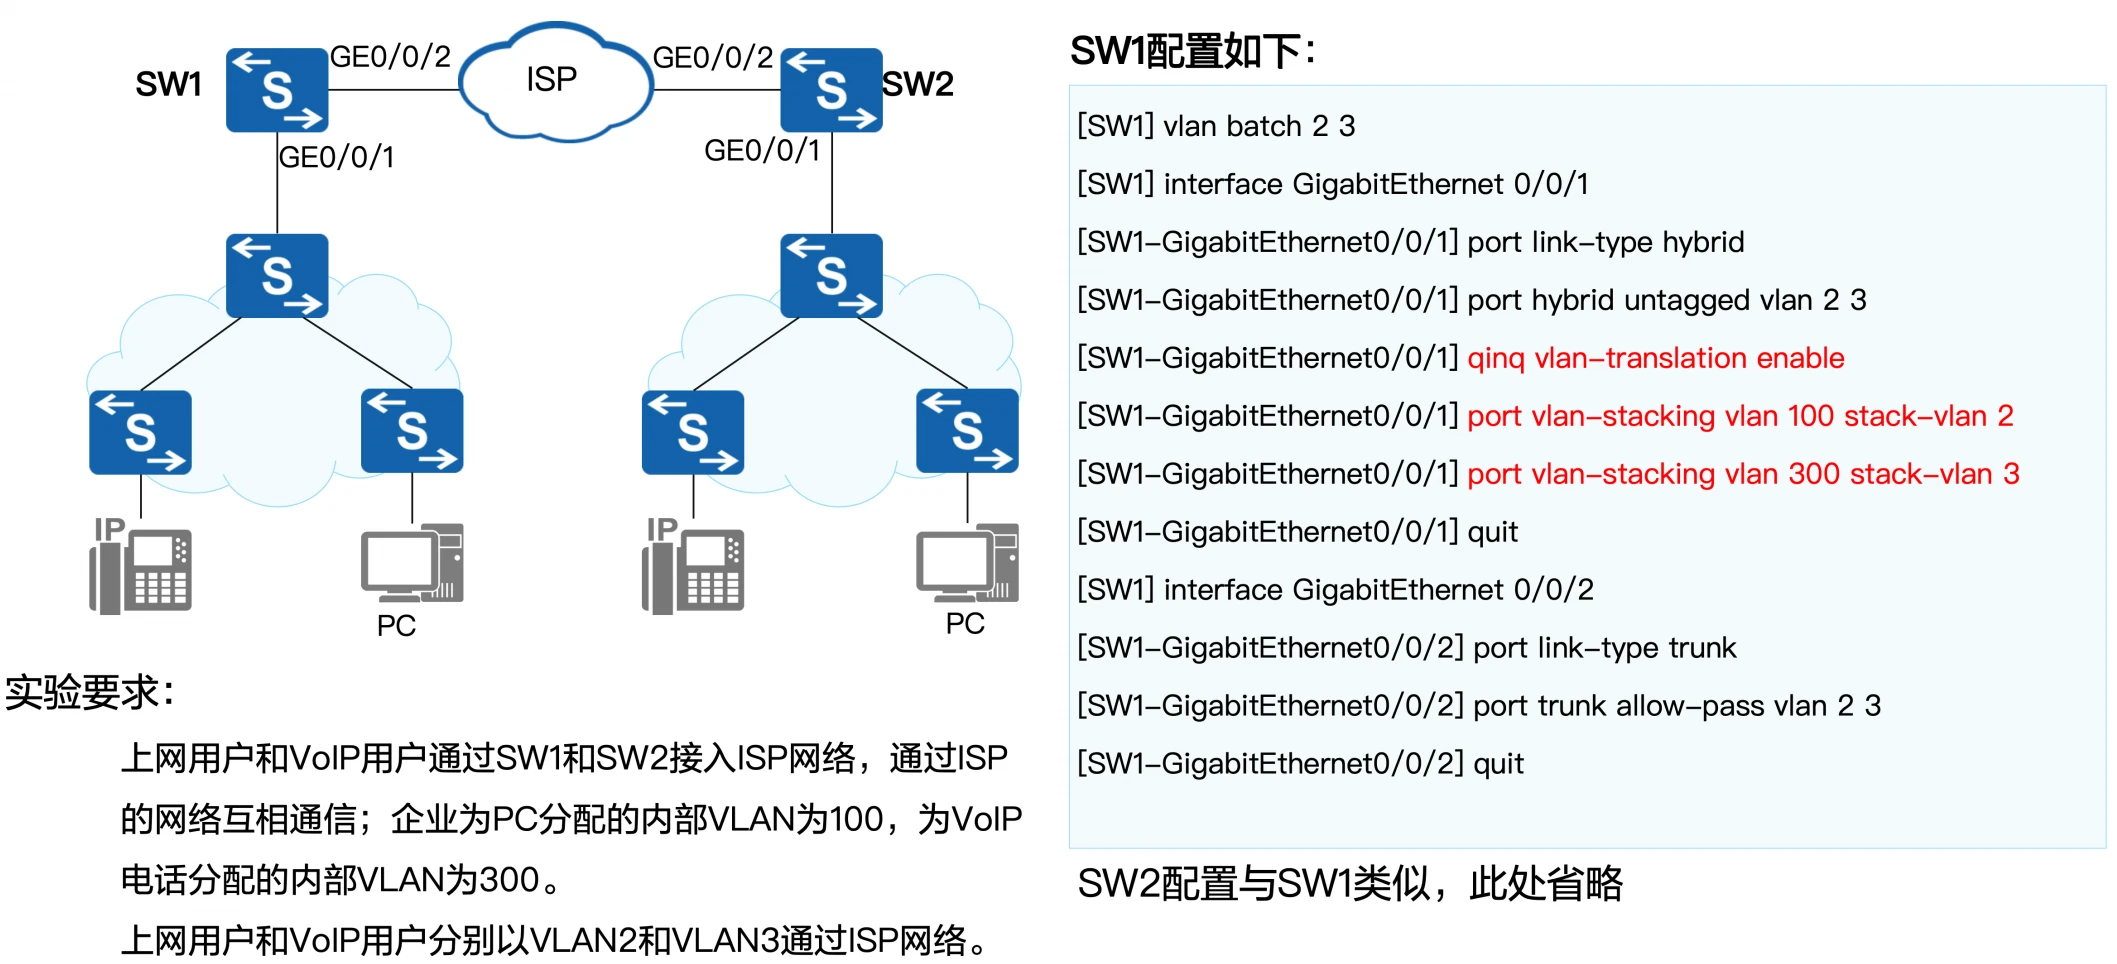 SW1
GE0/0/2
ISP
GE0/0/2
SW2
GE0/0/1
GE0/0/1
S
S
S
S
S
S
S
S
IP
IP
PC
PC
实验要求：
上网用户和VoIP用户通过SW1和SW2接入ISP网络，通过ISP
的网络互相通信；企业为PC分配的内部VLAN为100，为VoIP
电话分配的内部VLAN为300。
上网用户和VoIP用户分别以VLAN2和VLAN3通过ISP网络。
SW1配置如下：
[SW1] vlan batch 2 3
[SW1] interface GigabitEthernet 0/0/1
[SW1-GigabitEthernet0/0/1] port link-type hybrid
[SW1-GigabitEthernet0/0/1] port hybrid untagged vlan 2 3
[SW1-GigabitEthernet0/0/1] qinq vlan-translation enable
[SW1-GigabitEthernet0/0/1] port vlan-stacking vlan 100 stack-vlan 2
[SW1-GigabitEthernet0/0/1] port vlan-stacking vlan 300 stack-vlan 3
[SW1-GigabitEthernet0/0/1] quit
[SW1] interface GigabitEthernet 0/0/2
[SW1-GigabitEthernet0/0/2] port link-type trunk
[SW1-GigabitEthernet0/0/2] port trunk allow-pass vlan 2 3
[SW1-GigabitEthernet0/0/2] quit
SW2配置与SW1类似，此处省略